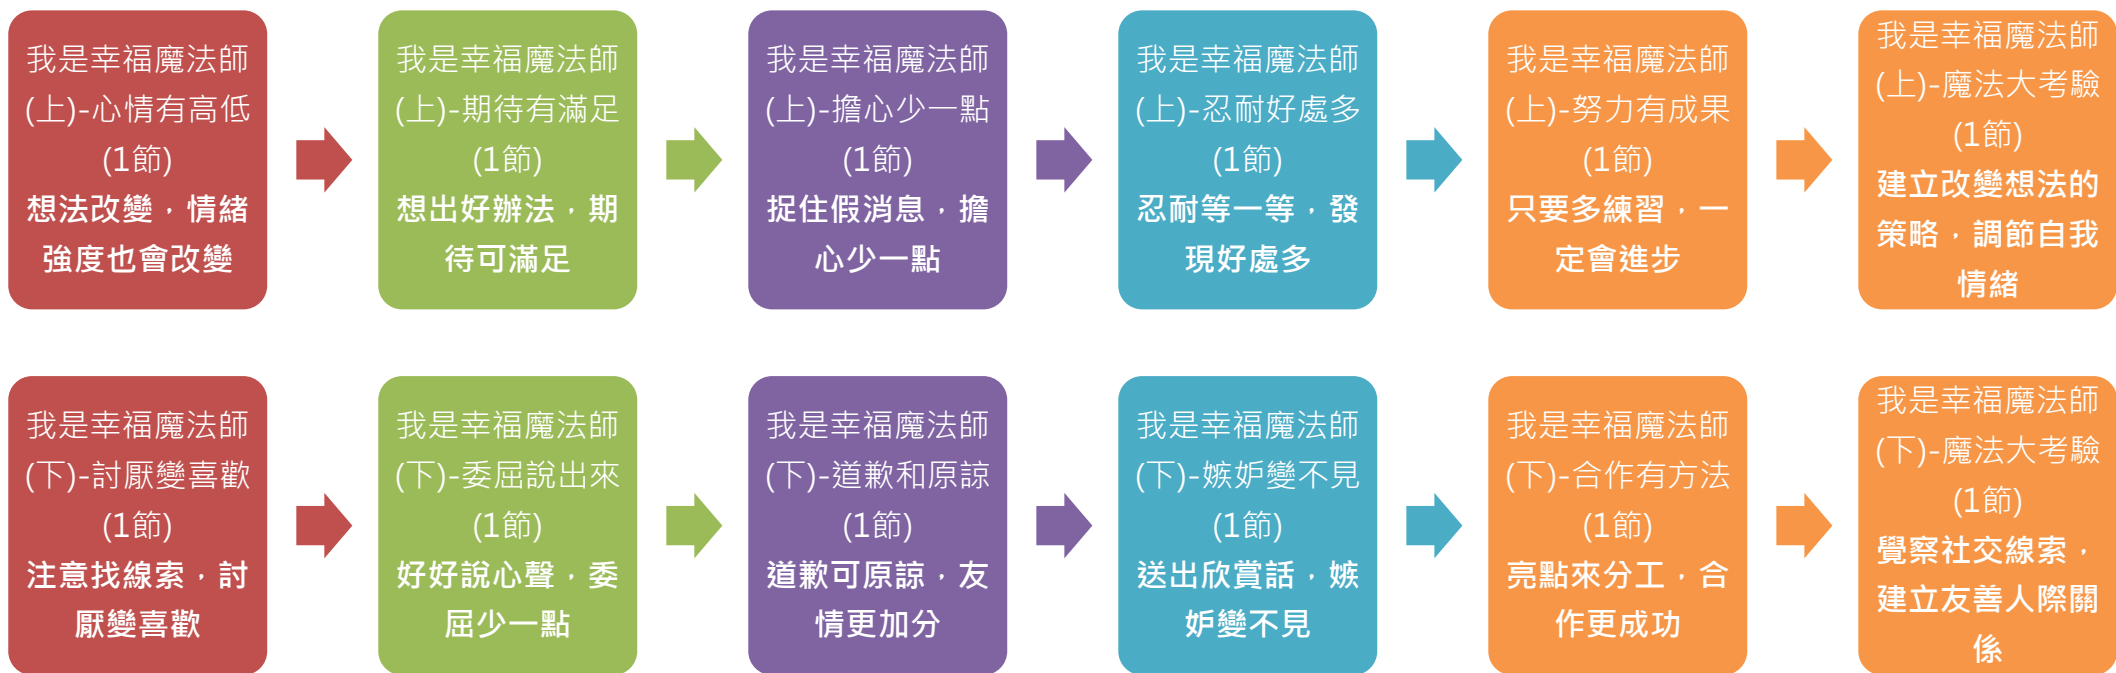 我是幸福魔法師
(上)-心情有高低
(1節)
想法改變，情緒
強度也會改變
我是幸福魔法師
(上)-期待有滿足
(1節)
想出好辦法，期
待可滿足
我是幸福魔法師
(上)-擔心少一點
(1節)
捉住假消息，擔
心少一點
我是幸福魔法師
(上)-忍耐好處多
(1節)
忍耐等一等，發
現好處多
我是幸福魔法師
(上)-努力有成果
(1節)
只要多練習，一
定會進步
我是幸福魔法師
(上)-魔法大考驗
(1節)
建立改變想法的
策略，調節自我
情緒
我是幸福魔法師
(下)-討厭變喜歡
(1節)
注意找線索，討
厭變喜歡
我是幸福魔法師
(下)-委屈說出來
(1節)
好好說心聲，委
屈少一點
我是幸福魔法師
(下)-道歉和原諒
(1節)
道歉可原諒，友
情更加分
我是幸福魔法師
(下)-嫉妒變不見
(1節)
送出欣賞話，嫉
妒變不見
我是幸福魔法師
(下)-合作有方法
(1節)
亮點來分工，合
作更成功
我是幸福魔法師
(下)-魔法大考驗
(1節)
覺察社交線索，
建立友善人際關
係